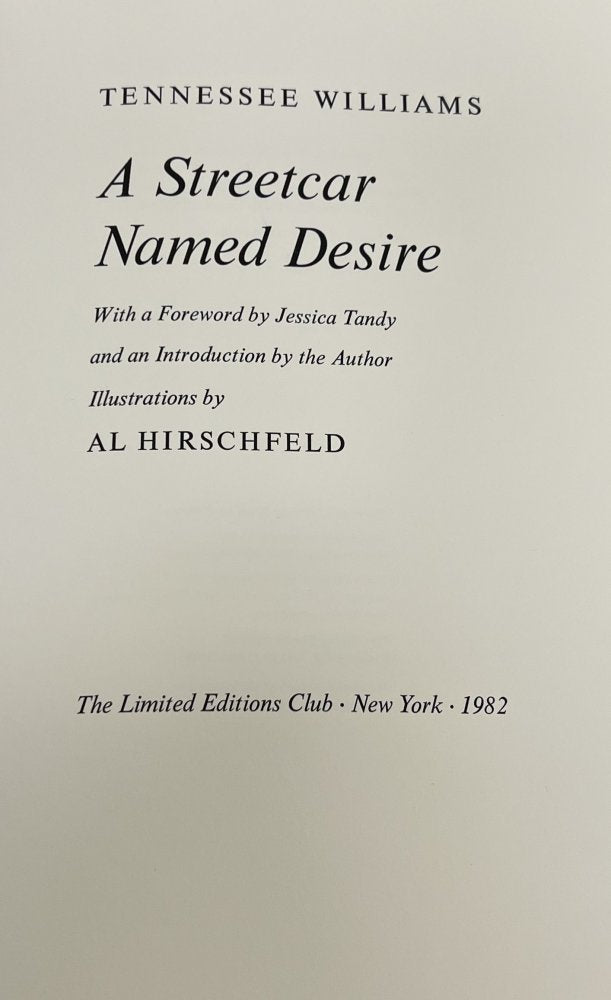 TENNESSEE WILLIAMS
A Streetcar
Named Desire
With a Foreword by Jessica Tandy
and an Introduction by the Author
Illustrations by
AL HIRSCHFELD
The Limited Editions Club · New York · 1982